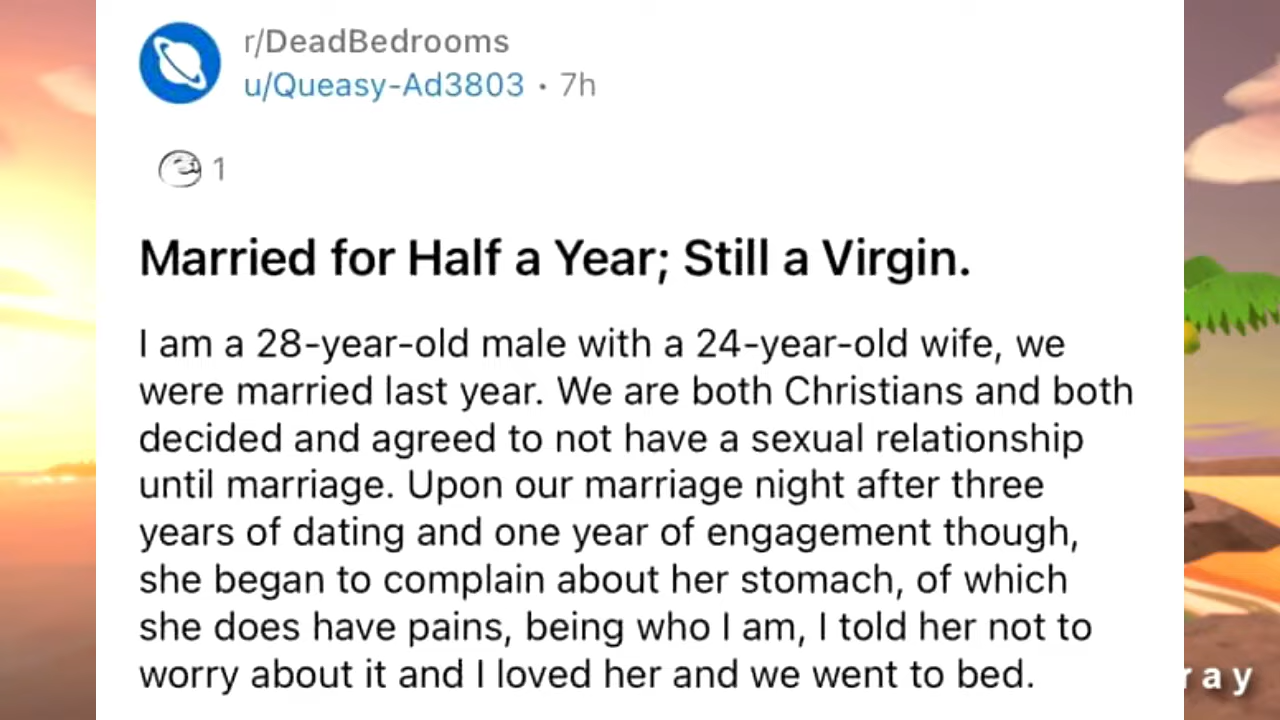 r/DeadBedrooms
u/Queasy-Ad3803 · 7h
1
Married for Half a Year; Still a Virgin.
I am a 28-year-old male with a 24-year-old wife, we
were married last year. We are both Christians and both
decided and agreed to not have a sexual relationship
until marriage. Upon our marriage night after three
years of dating and one year of engagement though,
she began to complain about her stomach, of which
she does have pains, being who I am, I told her not to
worry about it and I loved her and we went to bed.